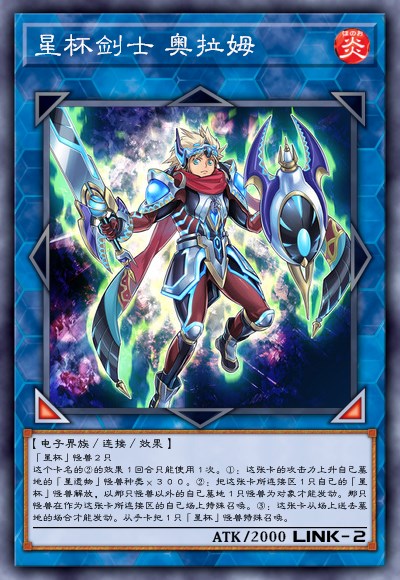 星杯剑士 奥拉姆
ほのお
炎
【电子界族／连接／效果】
「星杯」怪兽２只
这个卡名的②的效果１回合只能使用１次。①：这张卡的攻击力上升自己墓
地的「星遗物」怪兽种类×３００。②：把这张卡所连接区１只自己的「星
杯」怪兽解放，以那只怪兽以外的自己墓地１只怪兽为对象才能发动。那只
怪兽在作为这张卡所连接区的自己场上特殊召唤。③：这张卡从场上送去墓
地的场合才能发动。从手卡把１只「星杯」怪兽特殊召唤。
ATK/2000 LINK-2